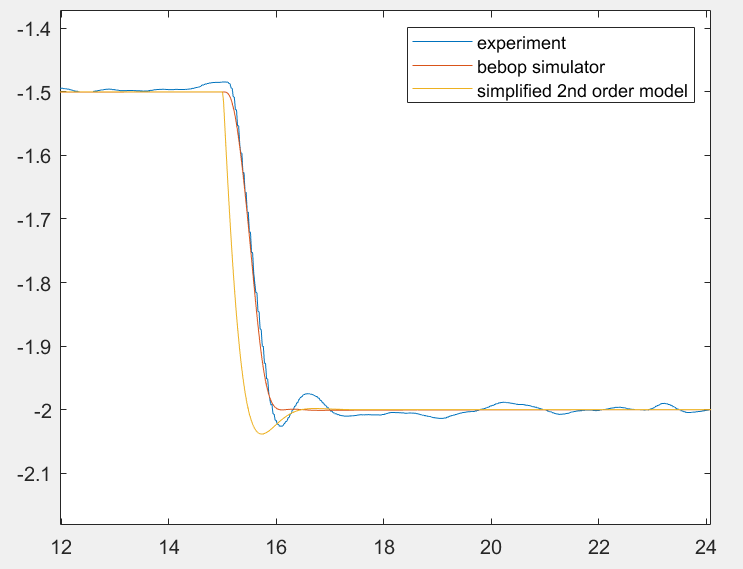 -1.4
-1.5
-1.6
-1.7
-1.8
-1.9
-2
-2.1
experiment
bebop simulator
simplified 2nd order model
12 14 16 18 20 22 24